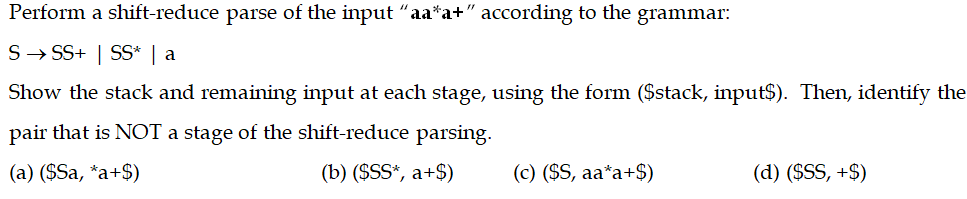 Perform a shift-reduce parse of the input “aa*a+” according to the grammar:
S → SS+ | SS* | a
Show the stack and remaining input at each stage, using the form ($stack, input$). Then, identify the
pair that is NOT a stage of the shift-reduce parsing.
(a) ($Sa, *a+$) (b) ($SS*, a+$) (c) ($S, aa*a+$) (d) ($SS, +$)